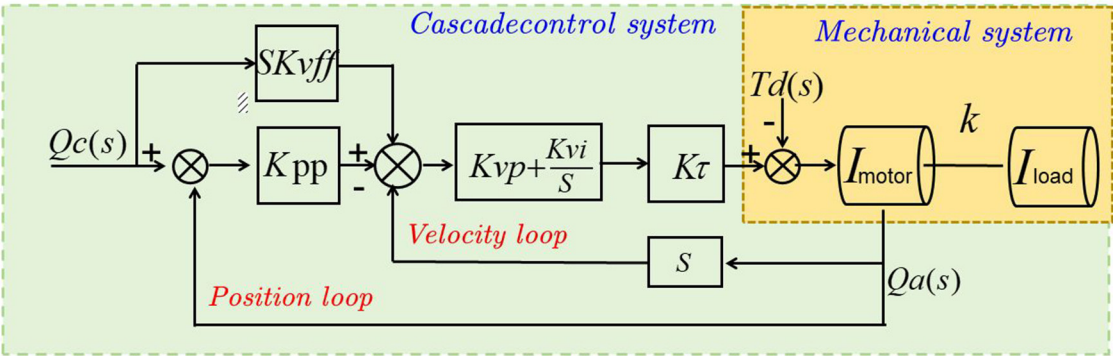 Cascadecontrol system
Mechanical system
SKvff
Td(s)
-
k
Qc(s)
+
Kpp
+
-
Kvp+Kvi/S
Kτ
+
Imotor
Iload
Velocity loop
S
Qa(s)
Position loop